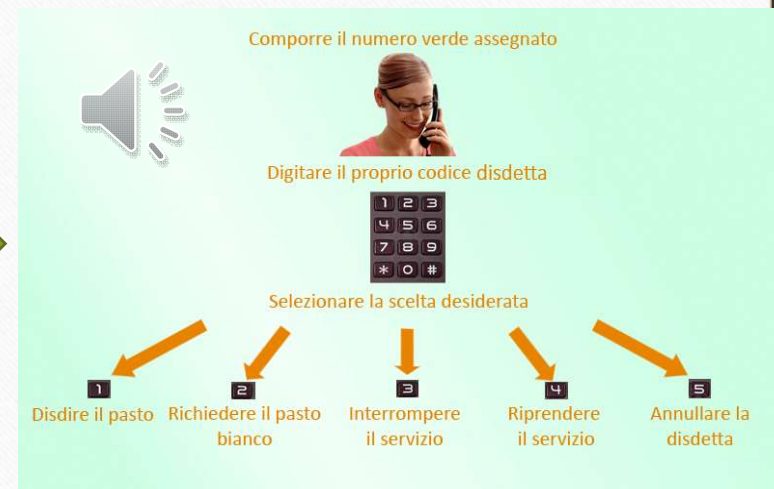 Comporre il numero verde assegnato
Digitare il proprio codice disdetta
1 2 3
4 5 6
7 8 9
* 0 #
Selezionare la scelta desiderata
1 2 3 4 5
Disdire il pasto Richiedere il pasto bianco Interrompere il servizio Riprendere il servizio Annullare la disdetta